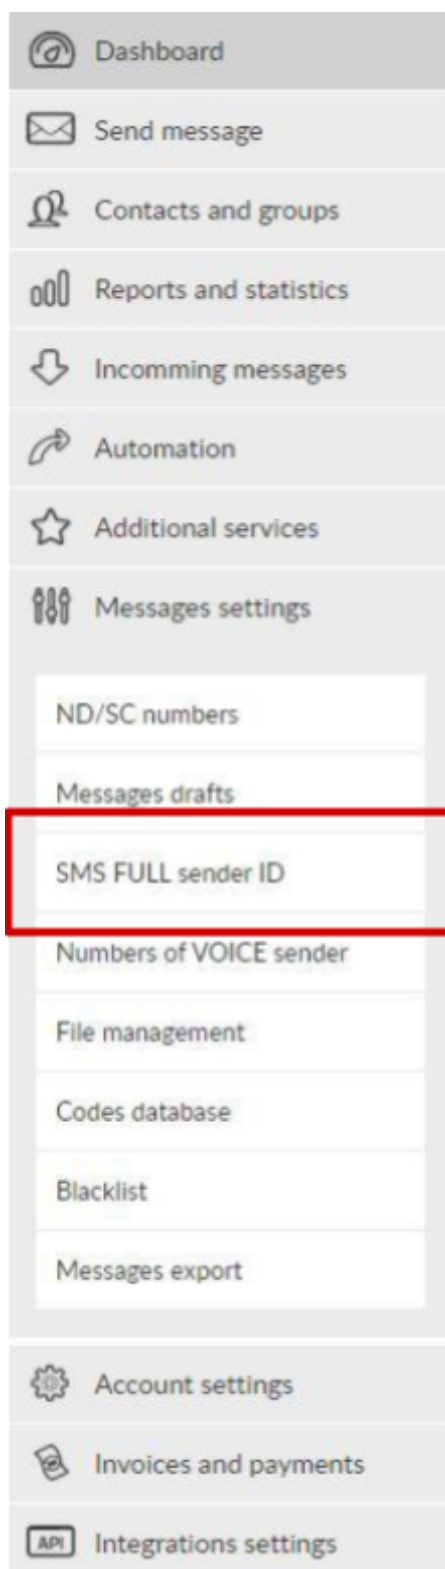 Dashboard
Send message
Contacts and groups
Reports and statistics
Incomming messages
Automation
Additional services
Messages settings
ND/SC numbers
Messages drafts
SMS FULL sender ID
Numbers of VOICE sender
File management
Codes database
Blacklist
Messages export
Account settings
Invoices and payments
API Integrations settings